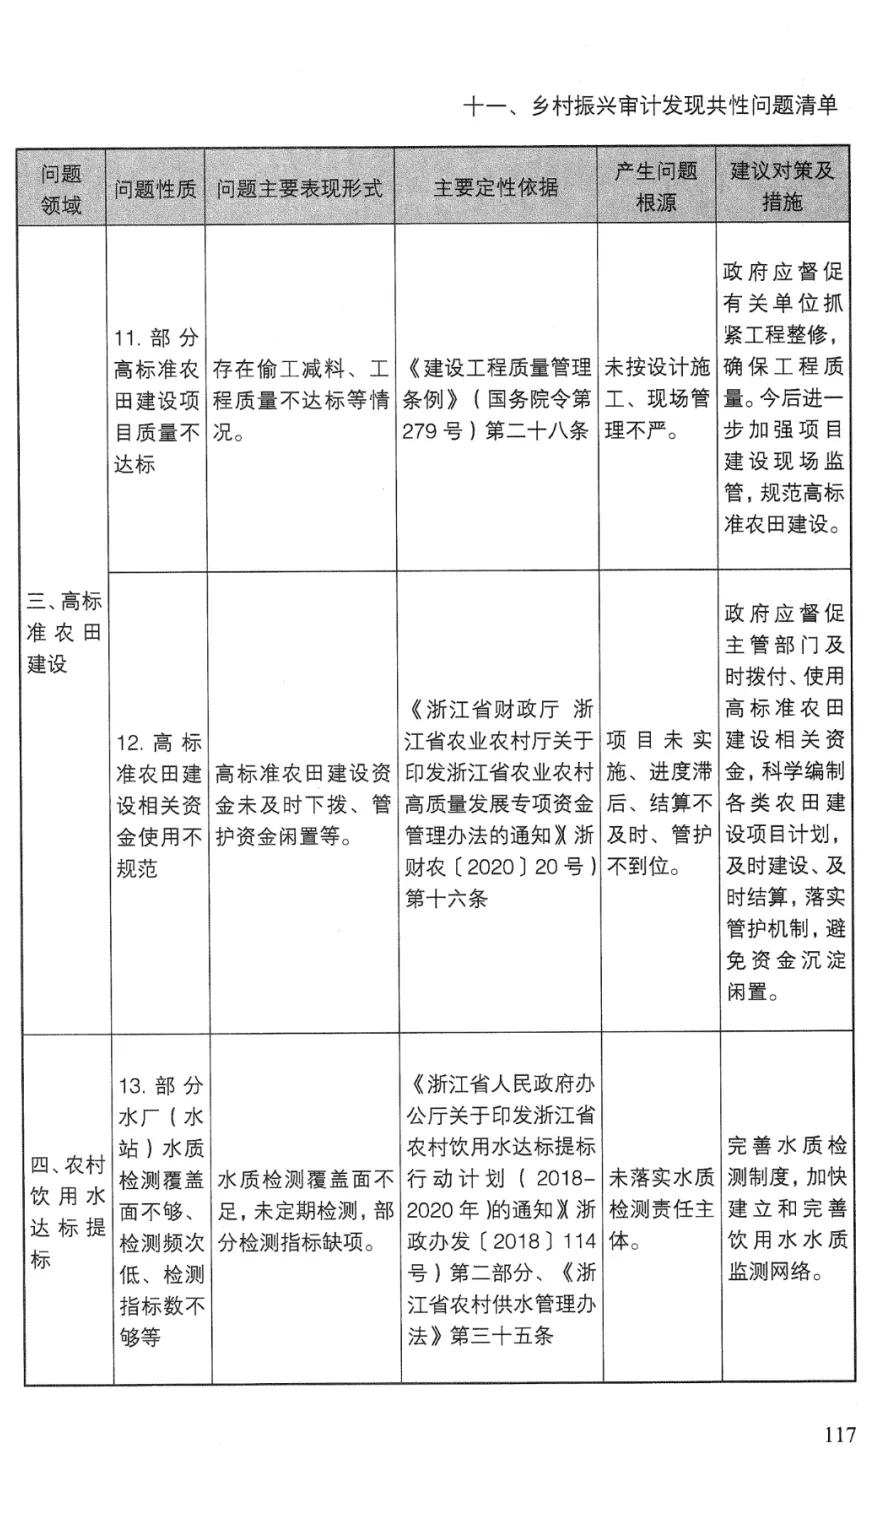 十一、乡村振兴审计发现共性问题清单
问题
领域
问题性质
问题主要表现形式
主要定性依据
产生问题
根源
建议对策及
措施
三、高标
准农田
建设
11. 部分
高标准农
田建设项
目质量不
达标
存在偷工减料、工
程质量不达标等情
况。
《建设工程质量管理
条例》(国务院令第
279 号)第二十八条
未按设计施
工、现场管
理不严。
政府应督促
有关单位抓
紧工程整修，
确保工程质
量。今后进一
步加强项目
建设现场监
管，规范高标
准农田建设。
12. 高标
准农田建
设相关资
金使用不
规范
高标准农田建设资
金未及时下拨、管
护资金闲置等。
《浙江省财政厅 浙
江省农业农村厅关于
印发浙江省农业农村
高质量发展专项资金
管理办法的通知》(浙
财农〔2020〕20 号)
第十六条
项目未实
施、进度滞
后、结算不
及时、管护
不到位。
政府应督促
主管部门及
时拨付、使用
高标准农田
建设相关资
金，科学编制
各类农田建
设项目计划，
及时建设、及
时结算，落实
管护机制，避
免资金沉淀
闲置。
四、农村
饮用水
达标提
标
13. 部分
水厂(水
站)水质
检测覆盖
面不够、
检测频次
低、检测
指标数不
够等
水质检测覆盖面不
足，未定期检测，部
分检测指标缺项。
《浙江省人民政府办
公厅关于印发浙江省
农村饮用水达标提标
行动计划(2018-
2020 年)的通知》(浙
政办发〔2018〕114
号)第二部分、《浙
江省农村供水管理办
法》第三十五条
未落实水质
检测责任主
体。
完善水质检
测制度，加快
建立和完善
饮用水水质
监测网络。
117